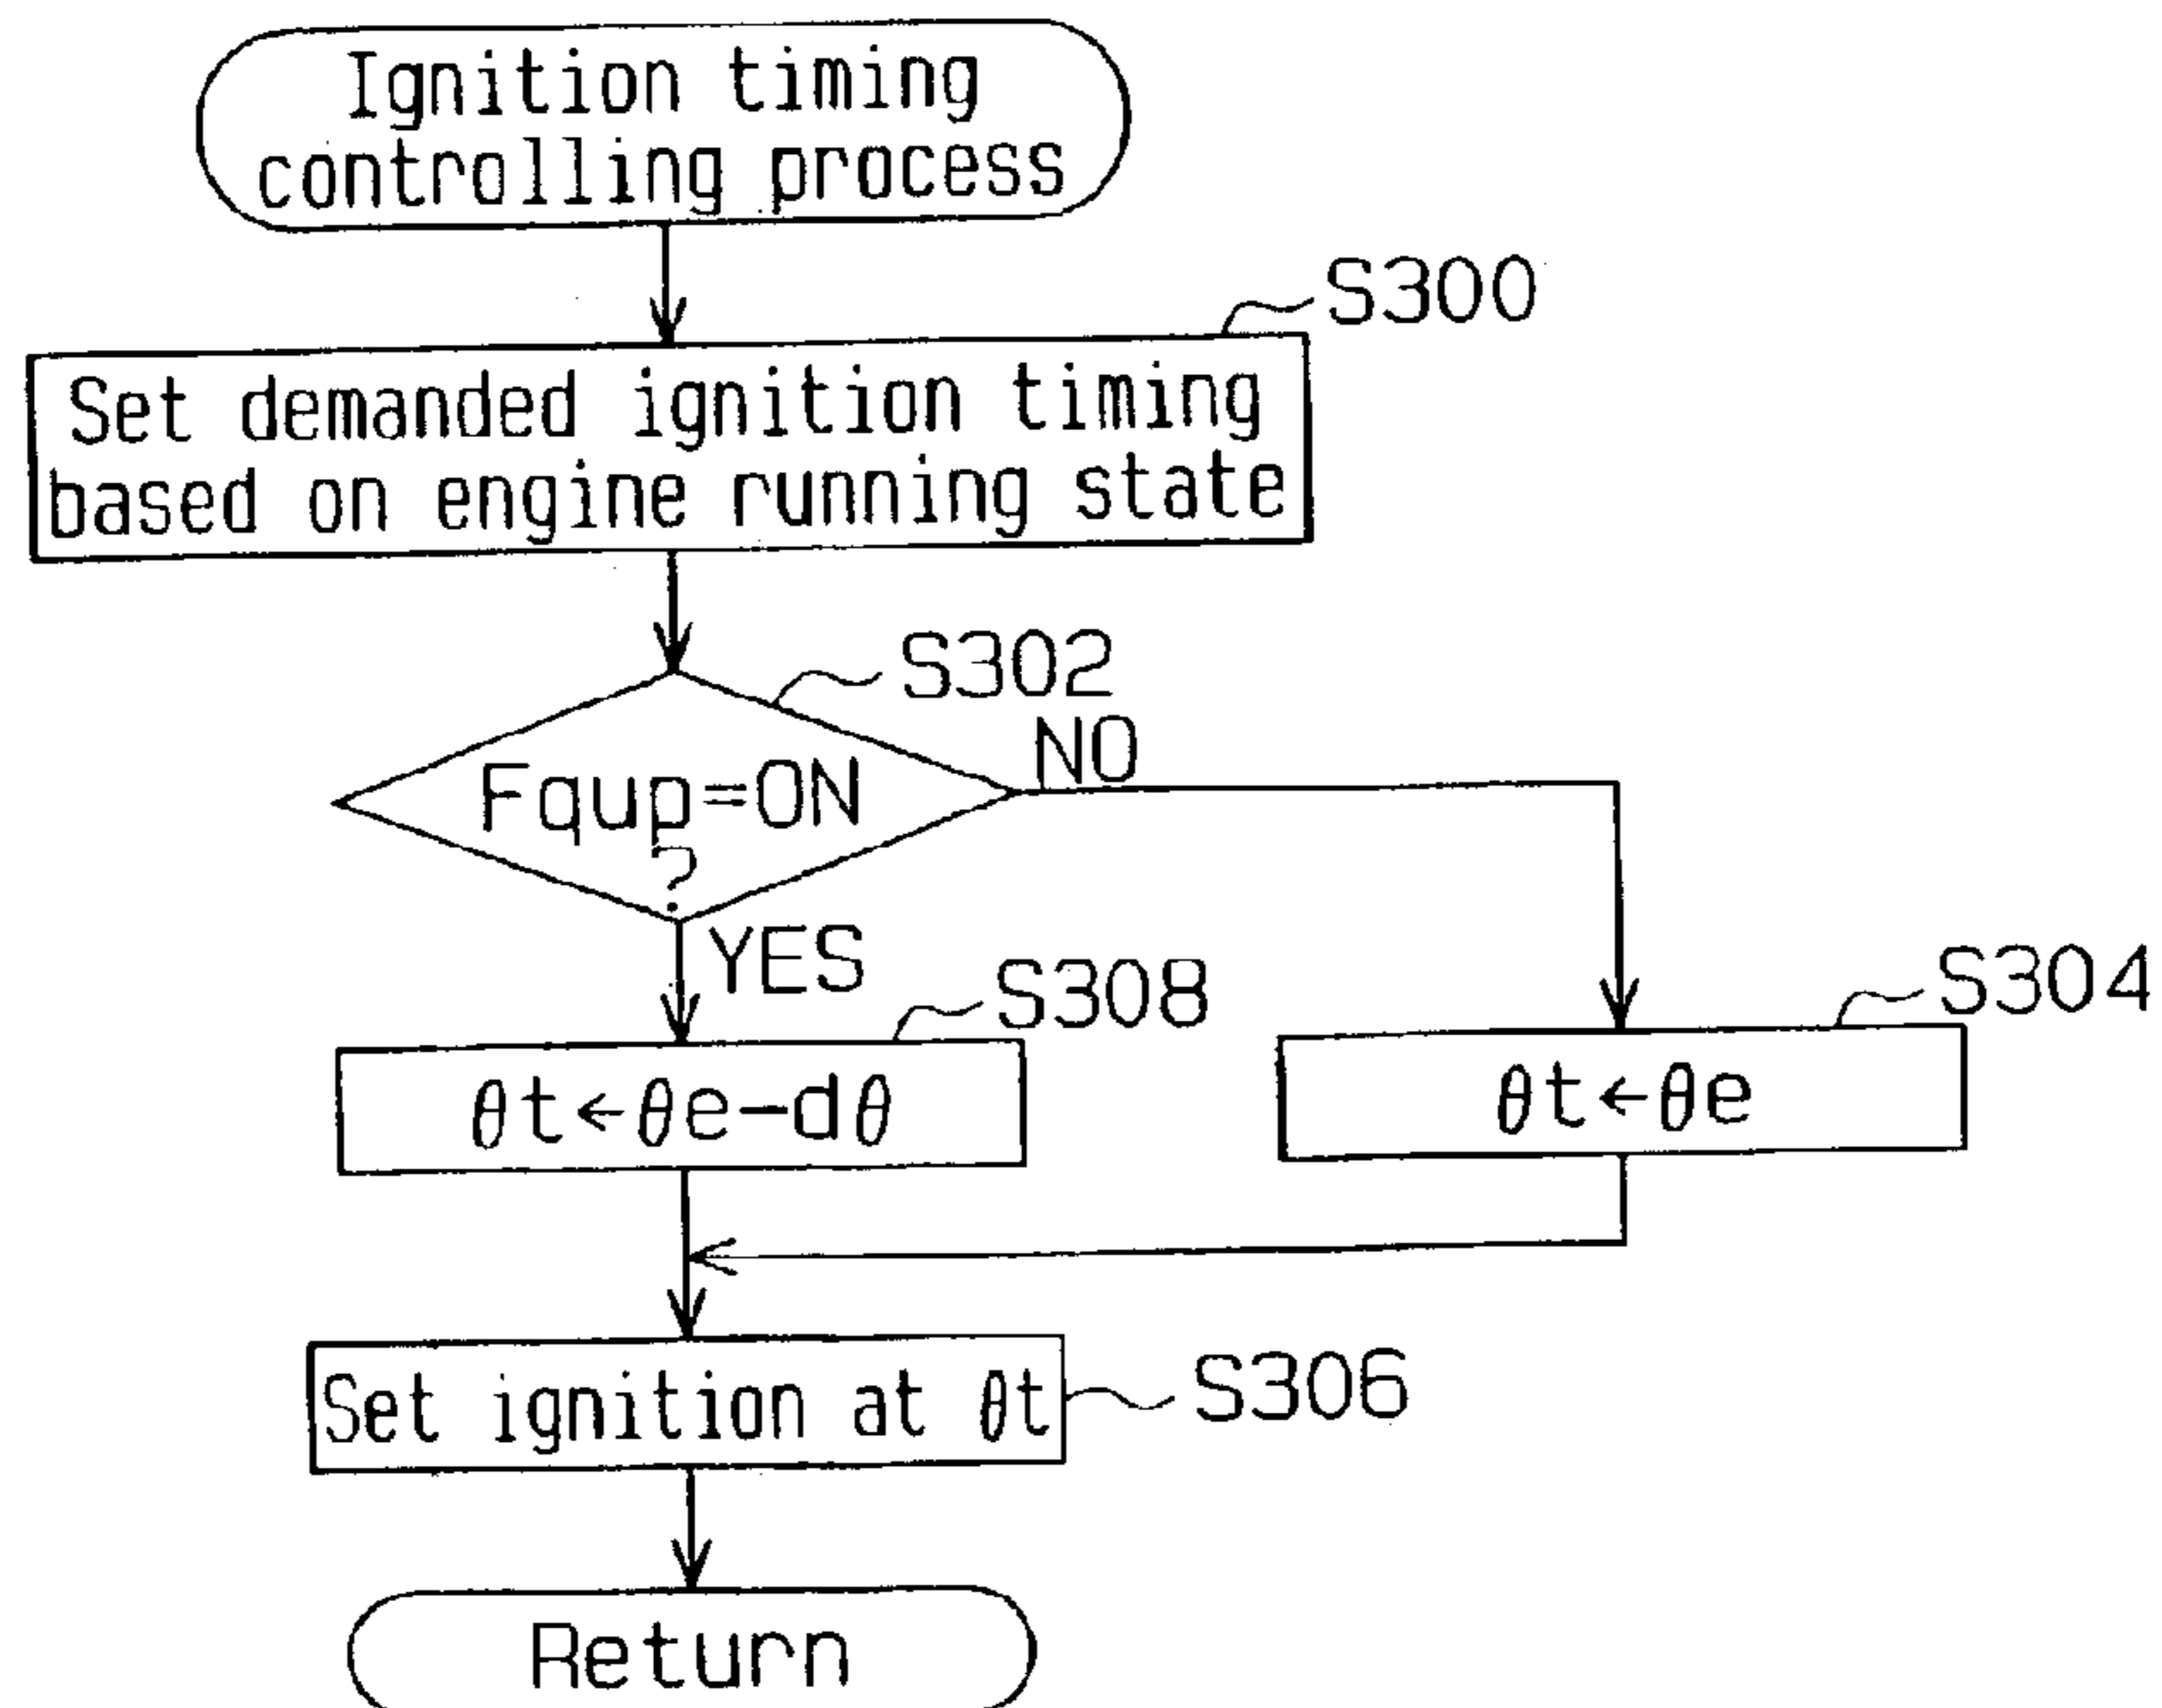 Ignition timing
controlling process
S300
Set demanded ignition timing
based on engine running state
S302
NO
Fqup=ON
?
YES
S308
S304
θt←θe−dθ
θt←θe
Set ignition at θt
S306
Return